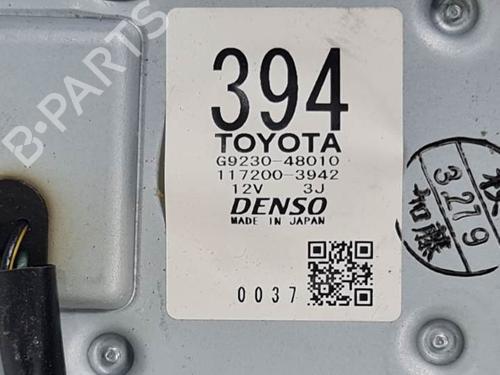 394
TOYOTA
G9230-48010
117200-3942
12V 3J
DENSO
MADE IN JAPAN
0037
3.27.9
加藤
B-PARTS